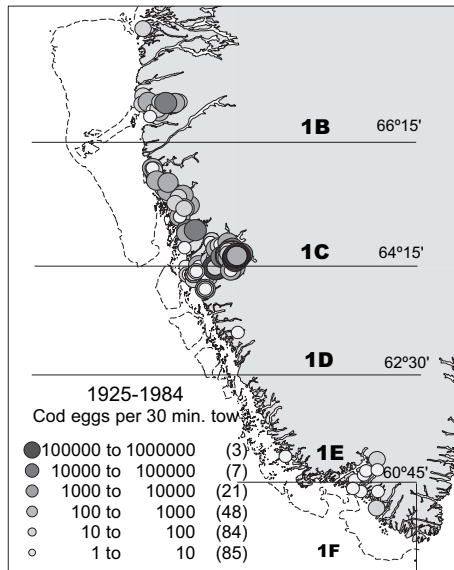 1B 66º15'
1C 64º15'
1D 62º30'
1925-1984
Cod eggs per 30 min. tow
100000 to 1000000 (3)
10000 to 100000 (7)
1000 to 10000 (21)
100 to 1000 (48)
10 to 100 (84)
1 to 10 (85)
1E
60º45'
1F